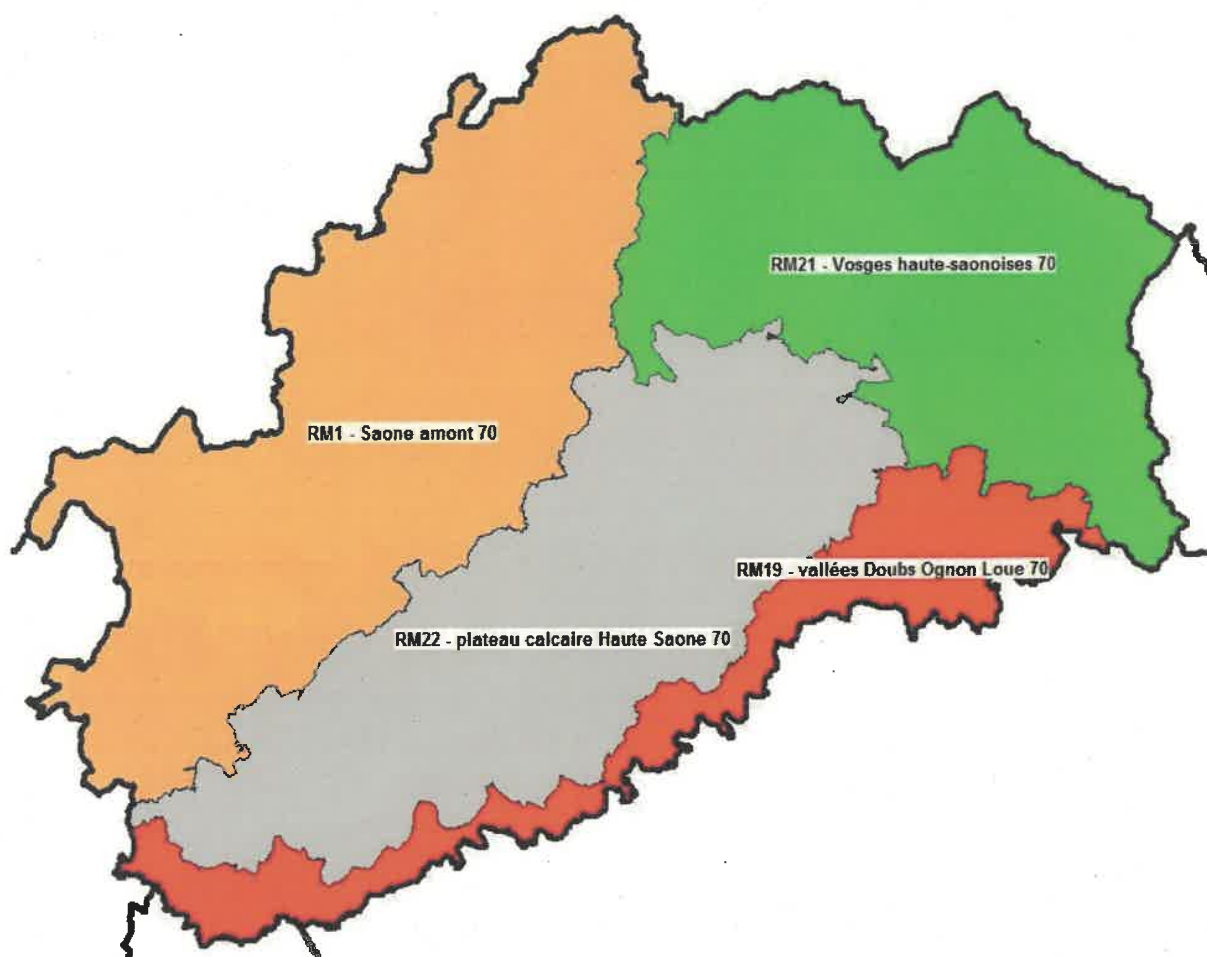 RM21 - Vosges haute-saonoises 70
RM1 - Saone amont 70
RM19 - vallées Doubs Ognon Loue 70
RM22 - plateau calcaire Haute Saone 70